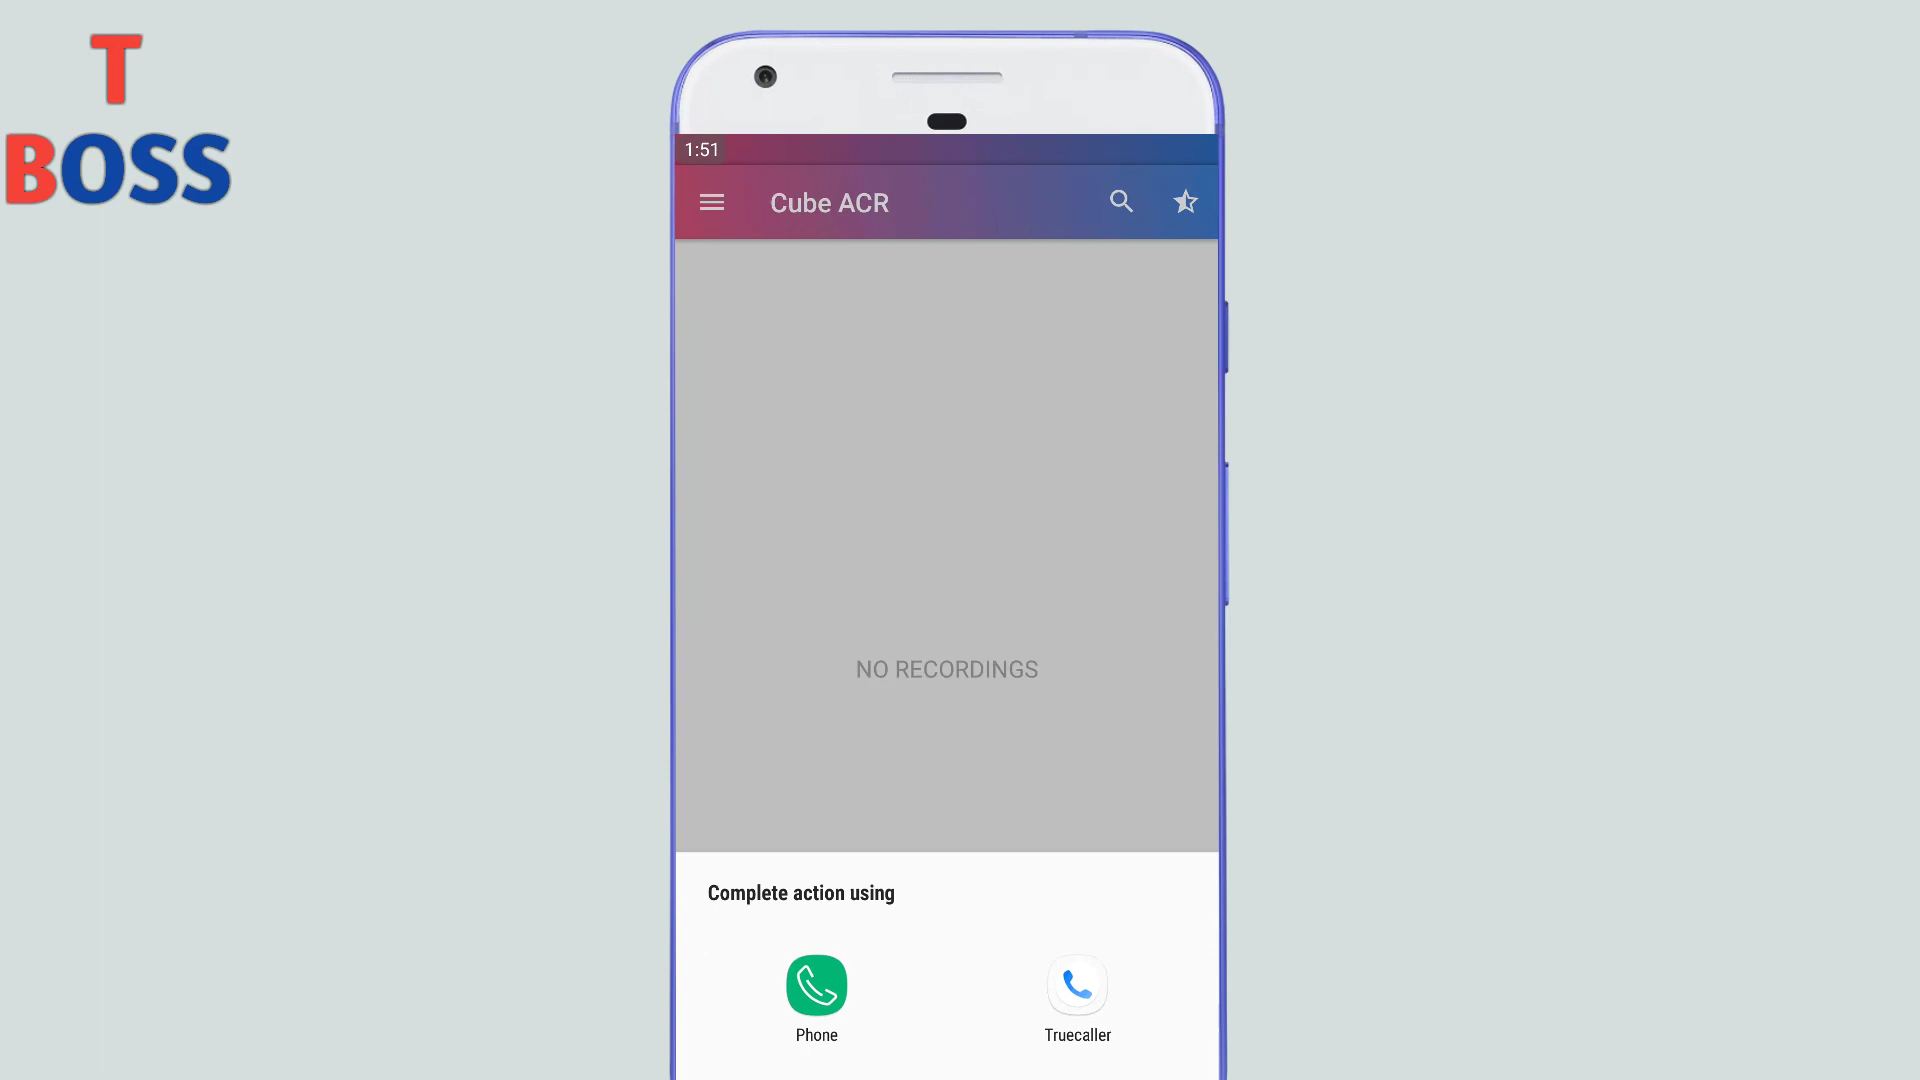 T
BOSS
1:51
Cube ACR
NO RECORDINGS
Complete action using
Phone
Truecaller